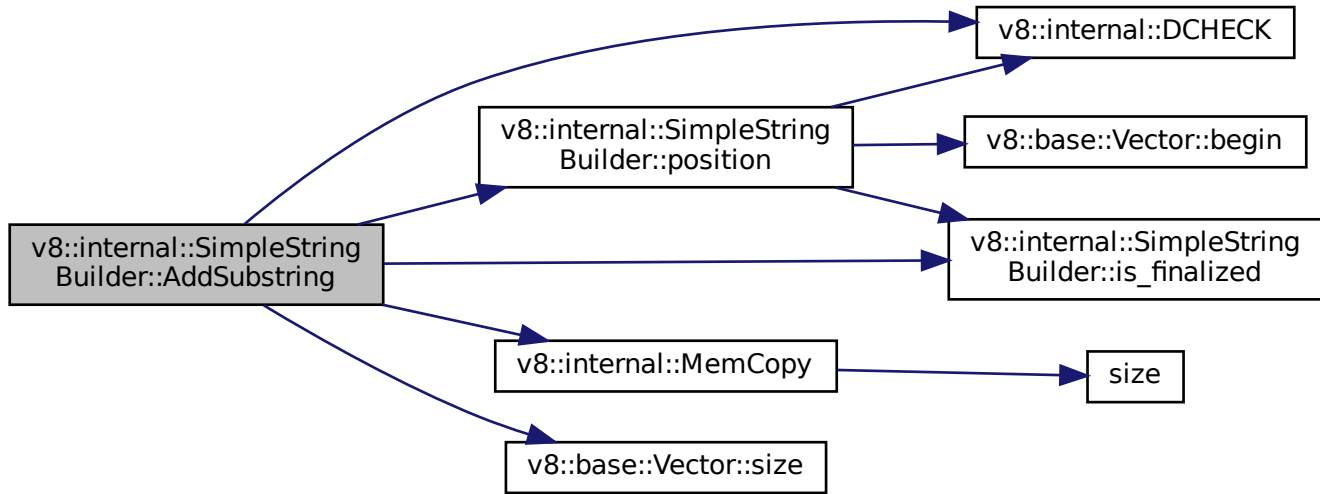 v8::internal::SimpleString
Builder::AddSubstring
v8::internal::DCHECK
v8::internal::SimpleString
Builder::position
v8::base::Vector::begin
v8::internal::SimpleString
Builder::is_finalized
v8::internal::MemCopy
size
v8::base::Vector::size